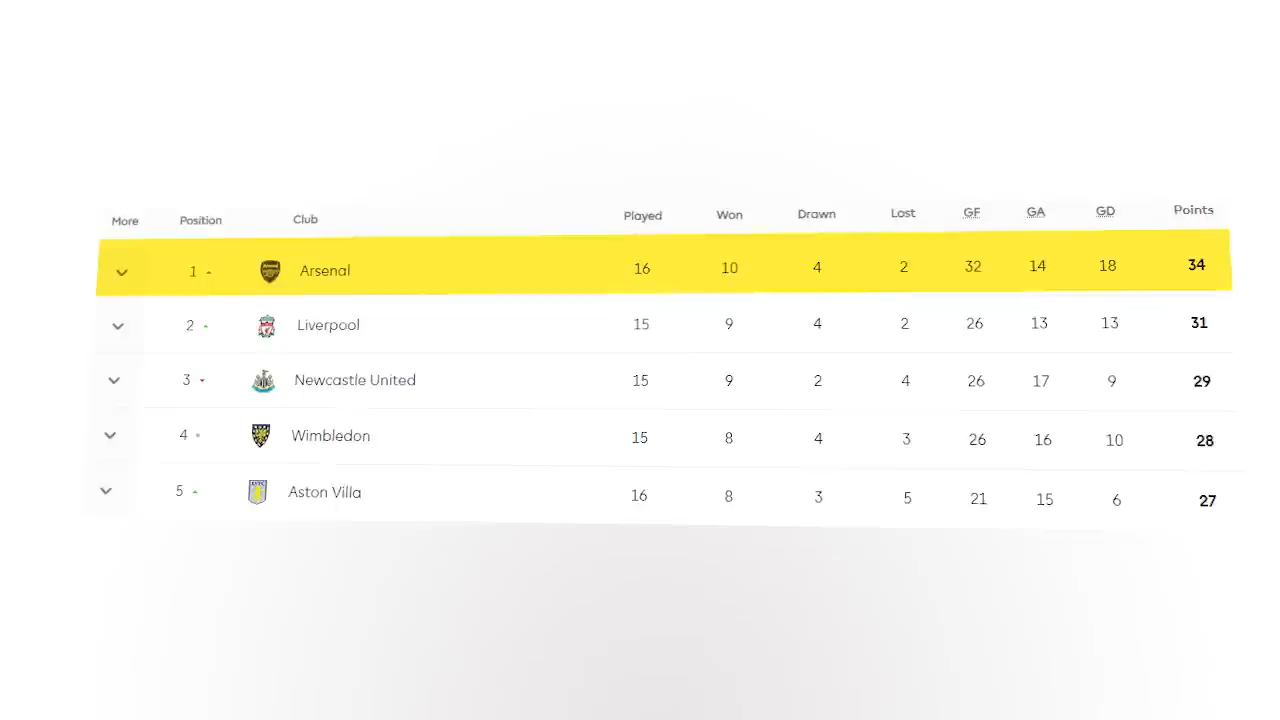 More Position Club Played Won Drawn Lost GF GA GD Points
1 Arsenal 16 10 4 2 32 14 18 34
2 Liverpool 15 9 4 2 26 13 13 31
3 Newcastle United 15 9 2 4 26 17 9 29
4 Wimbledon 15 8 4 3 26 16 10 28
5 Aston Villa 16 8 3 5 21 15 6 27